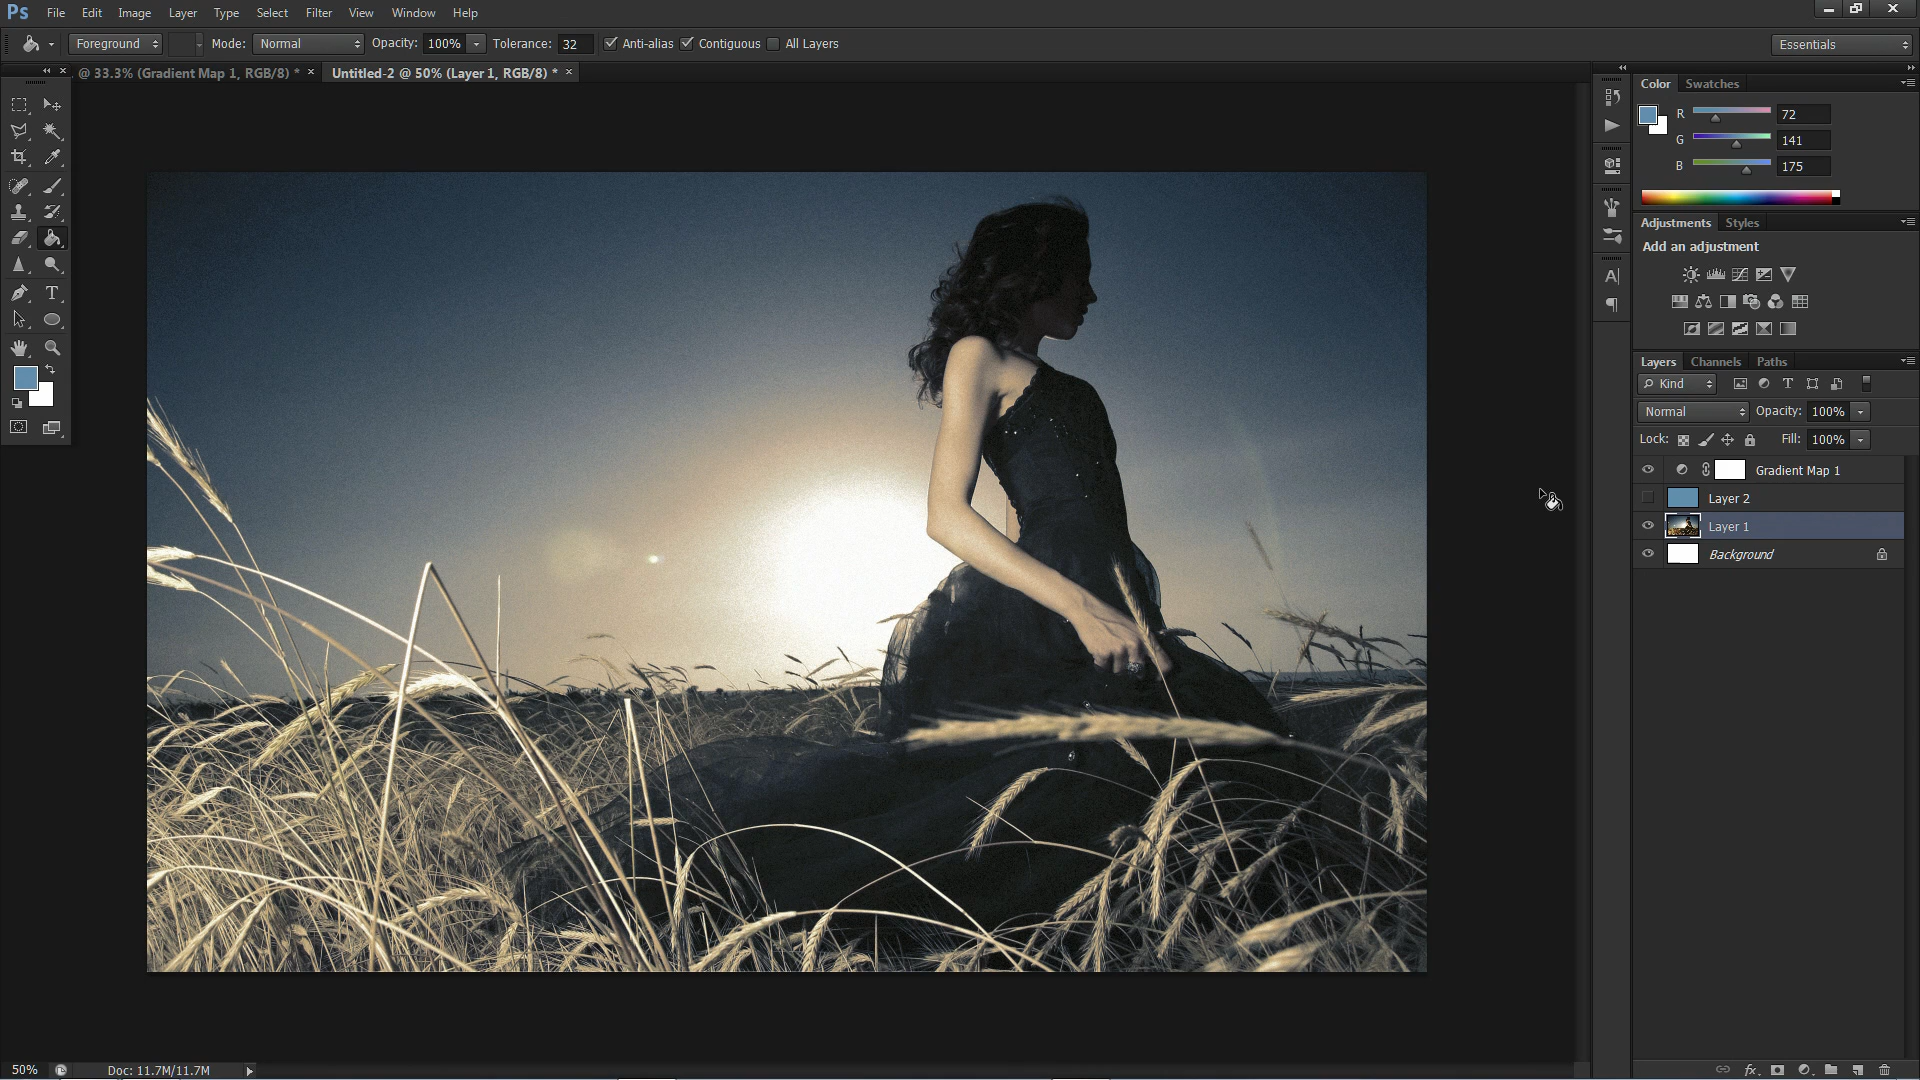 Ps File Edit Image Layer Type Select Filter View Window Help
Foreground Mode: Normal Opacity: 100% Tolerance: 32 Anti-alias Contiguous All Layers Essentials
@ 33.3% (Gradient Map 1, RGB/8) * × Untitled-2 @ 50% (Layer 1, RGB/8) * ×
Color Swatches
R 72
G 141
B 175
Adjustments Styles
Add an adjustment
Layers Channels Paths
Kind
Normal Opacity: 100%
Lock: Fill: 100%
Gradient Map 1
Layer 2
Layer 1
Background
50% Doc: 11.7M/11.7M